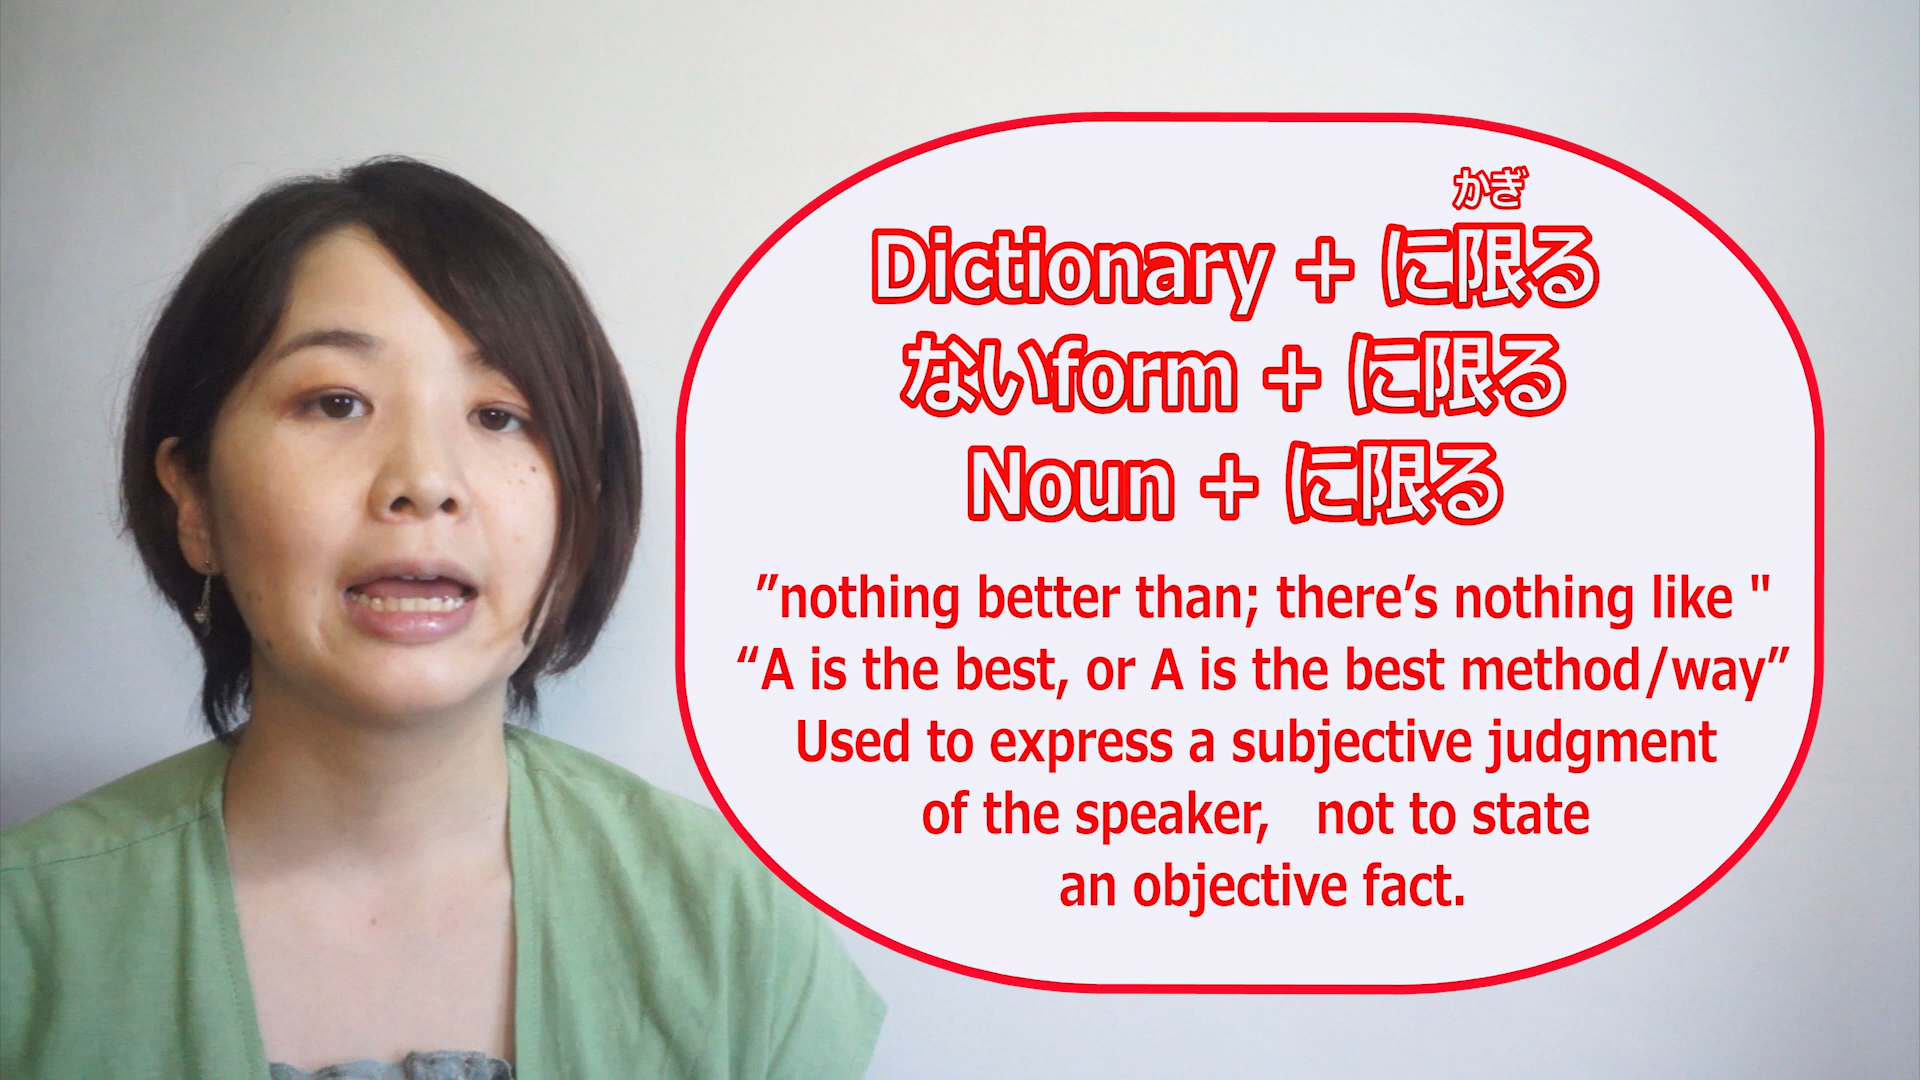 かぎ
Dictionary + に限る
ないform + に限る
Noun + に限る
”nothing better than; there’s nothing like "
“A is the best, or A is the best method/way”
Used to express a subjective judgment
of the speaker, not to state
an objective fact.